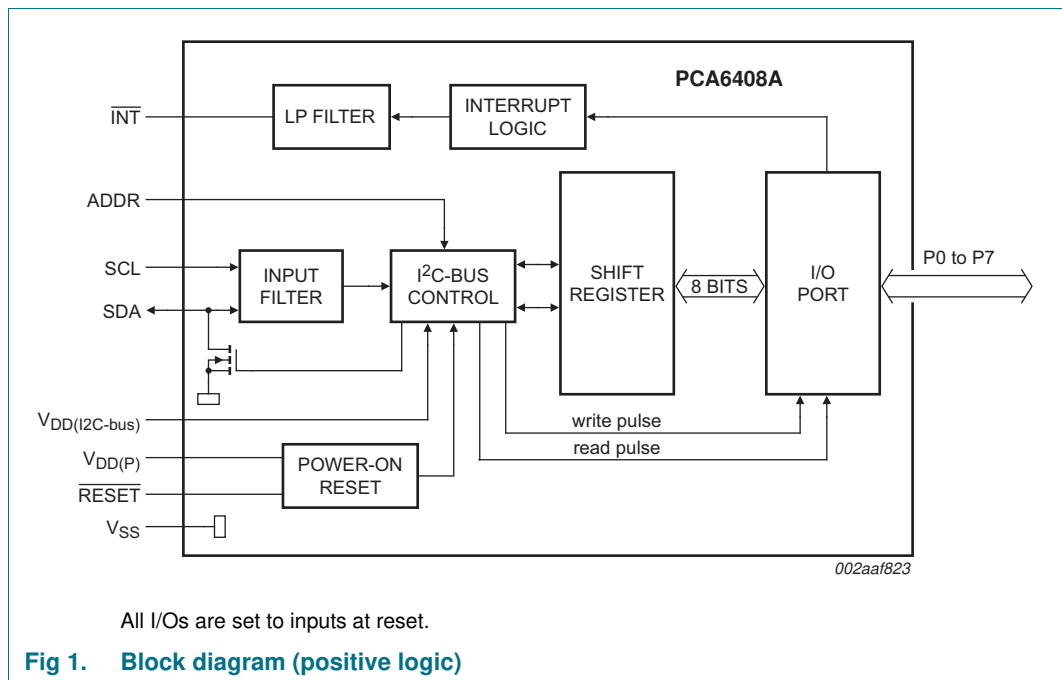 PCA6408A
INT
LP FILTER
INTERRUPT
LOGIC
ADDR
SCL
SDA
INPUT
FILTER
I²C-BUS
CONTROL
SHIFT
REGISTER
8 BITS
I/O
PORT
P0 to P7
VDD(I2C-bus)
write pulse
read pulse
VDD(P)
RESET
POWER-ON
RESET
VSS
002aaf823
All I/Os are set to inputs at reset.
Fig 1. Block diagram (positive logic)